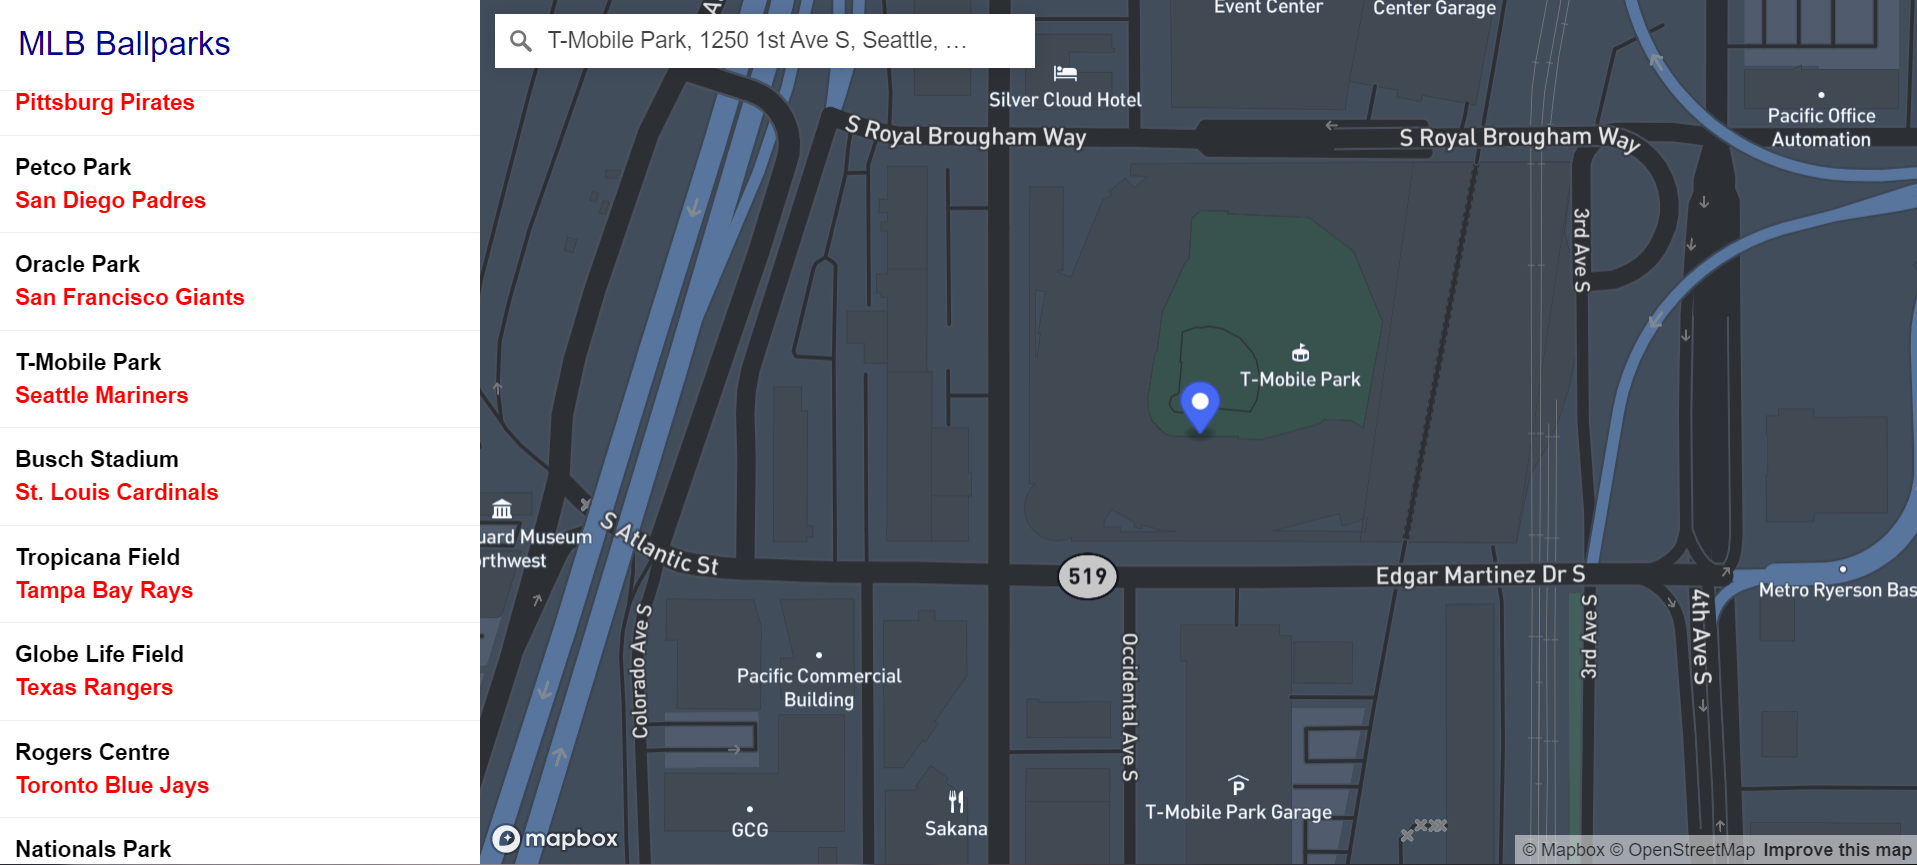 MLB Ballparks
Pittsburg Pirates
Petco Park
San Diego Padres
Oracle Park
San Francisco Giants
T-Mobile Park
Seattle Mariners
Busch Stadium
St. Louis Cardinals
Tropicana Field
Tampa Bay Rays
Globe Life Field
Texas Rangers
Rogers Centre
Toronto Blue Jays
Nationals Park
T-Mobile Park, 1250 1st Ave S, Seattle, …
Event Center
Center Garage
Silver Cloud Hotel
Pacific Office
Automation
S Royal Brougham Way
S Royal Brougham Way
3rd Ave S
T-Mobile Park
uard Museum
orthwest
S Atlantic St
519
Edgar Martinez Dr S
Metro Ryerson Bas
Colorado Ave S
Pacific Commercial
Building
Occidental Ave S
3rd Ave S
4th Ave S
P
T-Mobile Park Garage
GCG
Sakana
mapbox
© Mapbox © OpenStreetMap Improve this map